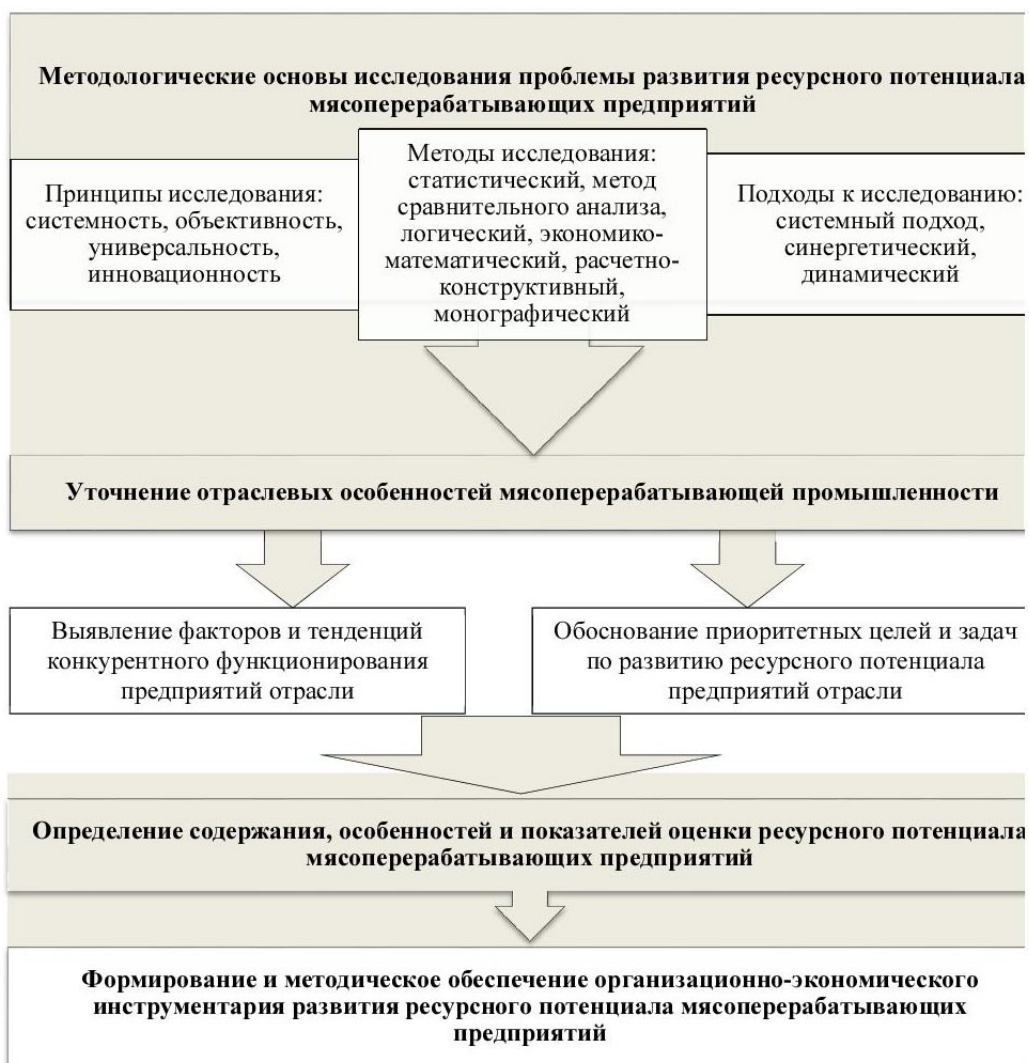 Методологические основы исследования проблемы развития ресурсного потенциала
мясоперерабатывающих предприятий
Принципы исследования:
системность, объективность,
универсальность,
инновационность
Методы исследования:
статистический, метод
сравнительного анализа,
логический, экономико-
математический, расчетно-
конструктивный,
монографический
Подходы к исследованию:
системный подход,
синергетический,
динамический
Уточнение отраслевых особенностей мясоперерабатывающей промышленности
Выявление факторов и тенденций
конкурентного функционирования
предприятий отрасли
Обоснование приоритетных целей и задач
по развитию ресурсного потенциала
предприятий отрасли
Определение содержания, особенностей и показателей оценки ресурсного потенциала
мясоперерабатывающих предприятий
Формирование и методическое обеспечение организационно-экономического
инструментария развития ресурсного потенциала мясоперерабатывающих
предприятий